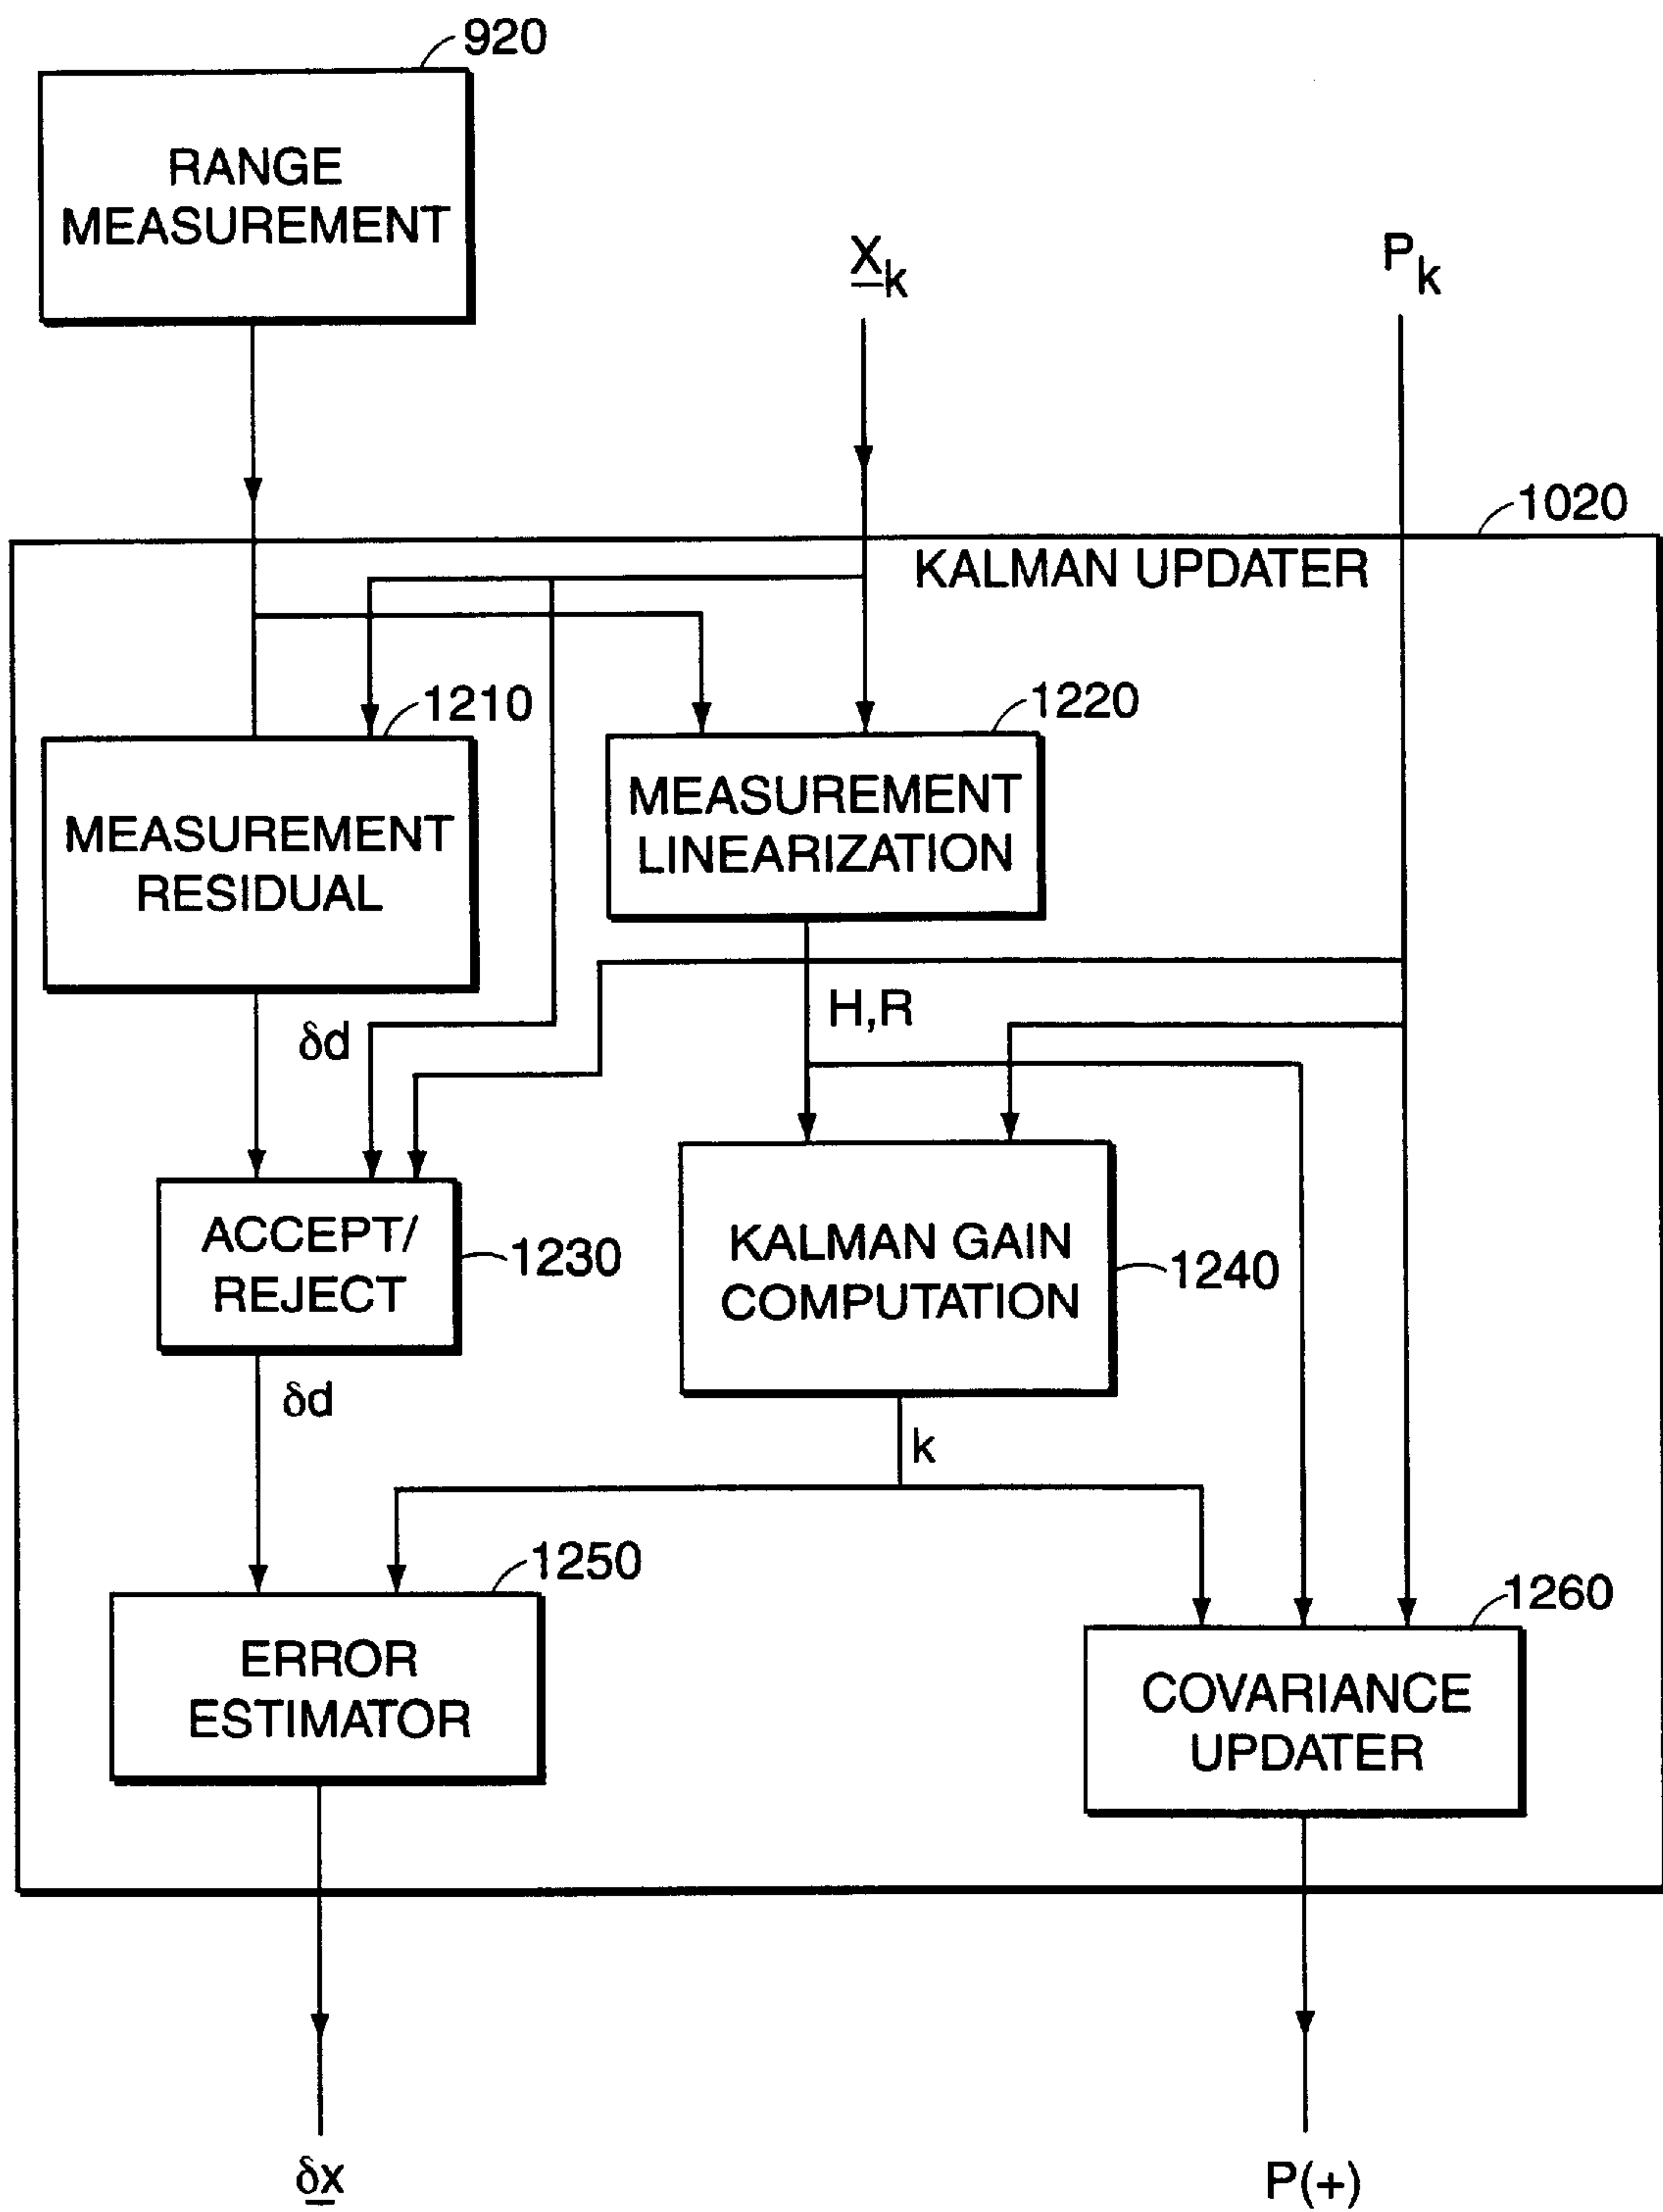 920
RANGE
MEASUREMENT
X_k
P_k
1020
KALMAN UPDATER
1210
1220
MEASUREMENT
RESIDUAL
MEASUREMENT
LINEARIZATION
δd
H,R
ACCEPT/
REJECT
1230
KALMAN GAIN
COMPUTATION
1240
δd
k
1250
1260
ERROR
ESTIMATOR
COVARIANCE
UPDATER
δx
P(+)